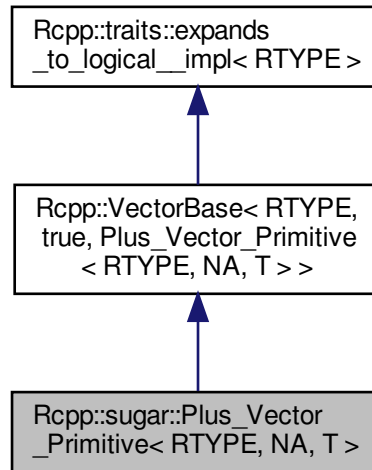 Rcpp::traits::expands
_to_logical__impl< RTYPE >
Rcpp::VectorBase< RTYPE,
true, Plus_Vector_Primitive
< RTYPE, NA, T > >
Rcpp::sugar::Plus_Vector
_Primitive< RTYPE, NA, T >